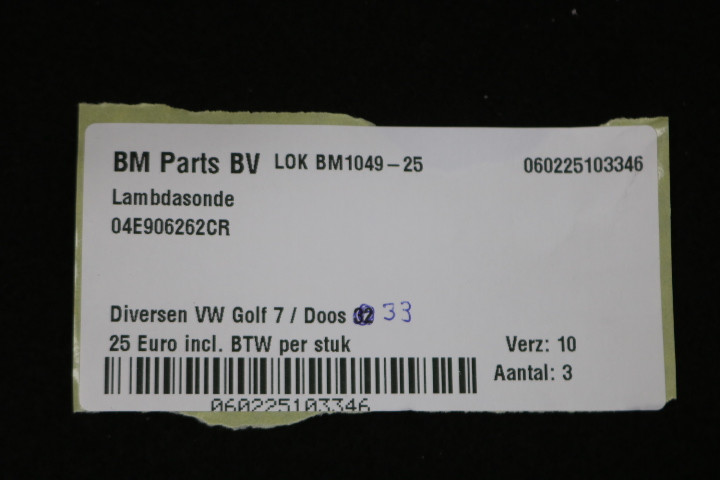 BM Parts BV LOK BM1049-25 060225103346
Lambdasonde
04E906262CR
Diversen VW Golf 7 / Doos 33
25 Euro incl. BTW per stuk Verz: 10
Aantal: 3
060225103346